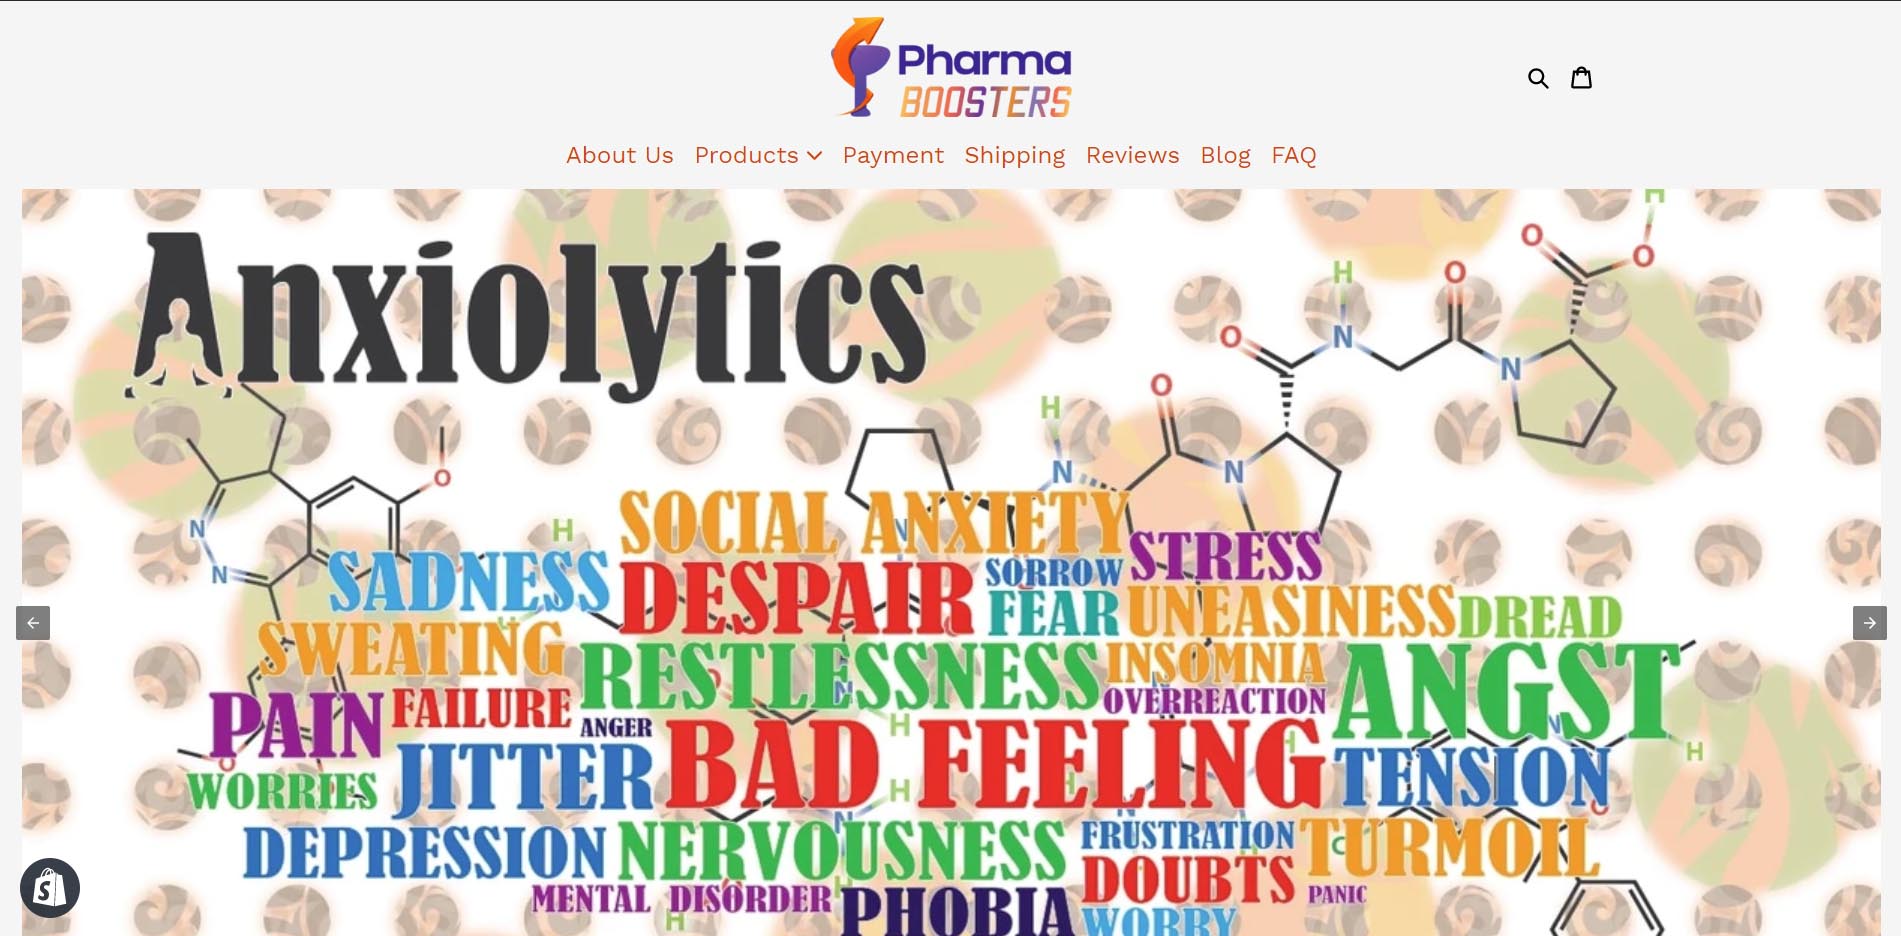 Pharma
BOOSTERS
About Us Products Payment Shipping Reviews Blog FAQ
Anxiolytics
SOCIAL ANXIETY
SADNESS DESPAIR SORROW STRESS
FEAR UNEASINESS DREAD
SWEATING RESTLESSNESS INSOMNIA ANGST
PAIN FAILURE ANGER OVERREACTION
WORRIES JITTER BAD FEELING TENSION
DEPRESSION NERVOUSNESS FRUSTRATION TURMOIL
MENTAL DISORDER PHOBIA DOUBTS PANIC
WORRY